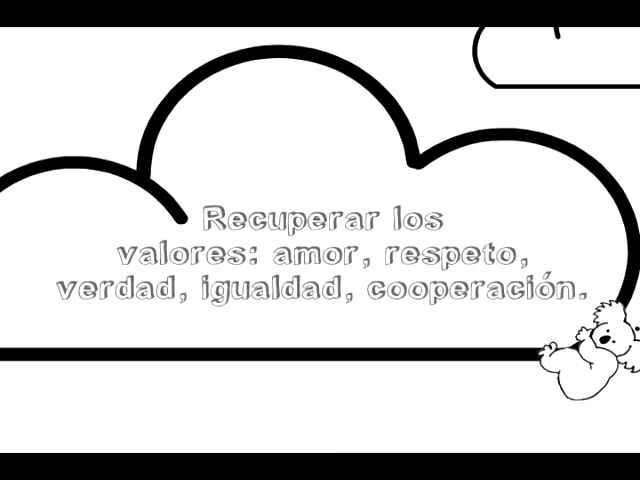 Recuperar los
valores: amor, respeto,
verdad, igualdad, cooperación.